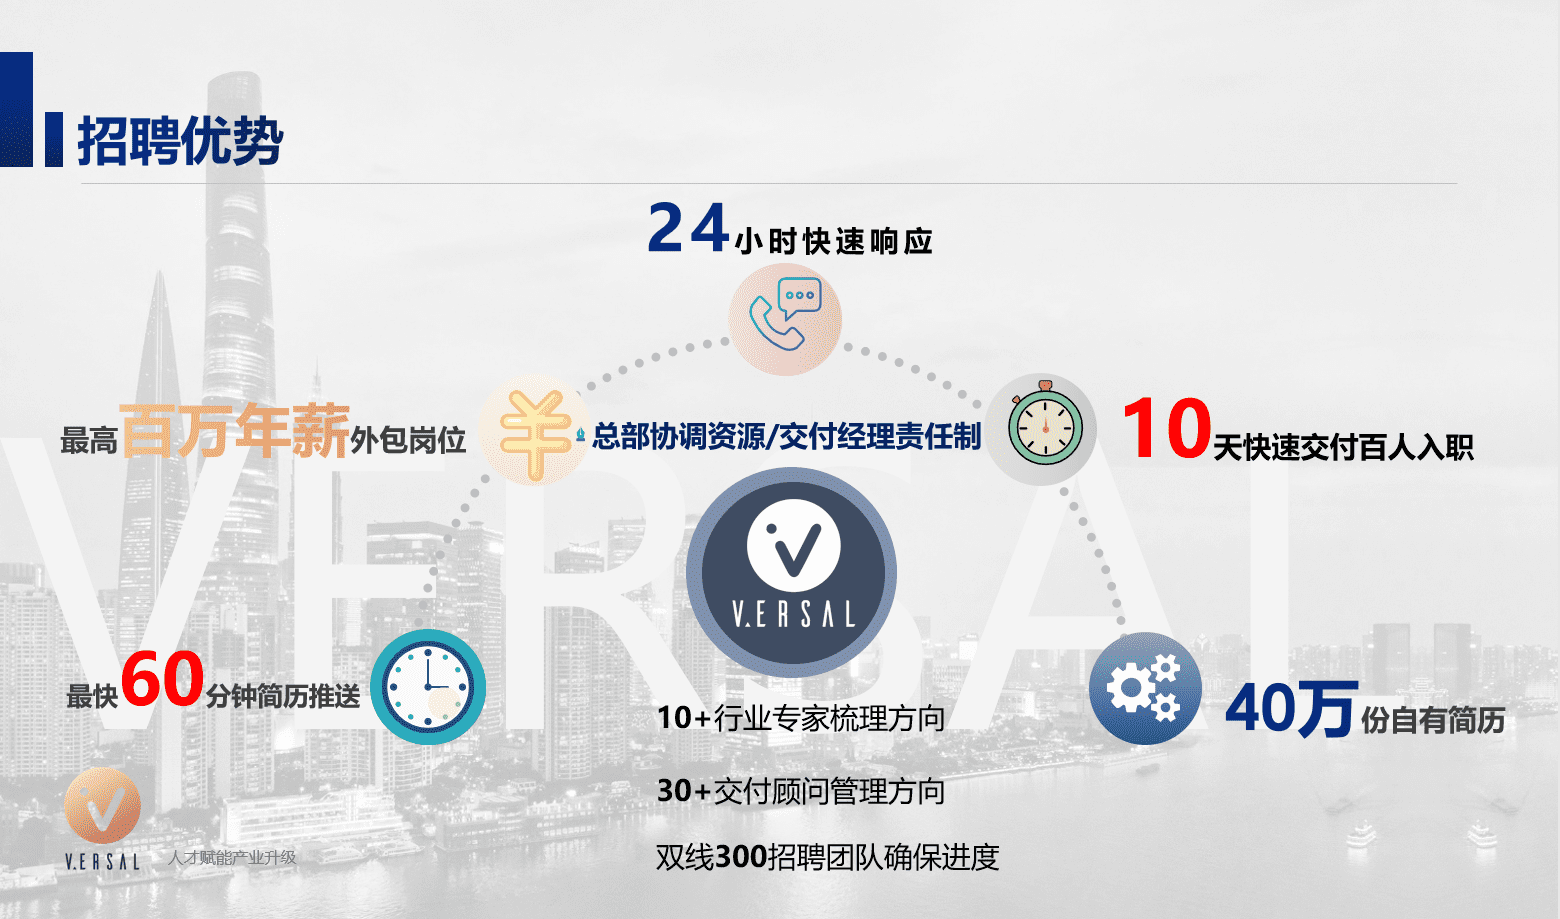 招聘优势
24小时快速响应
最高百万年薪外包岗位
总部协调资源/交付经理责任制
10天快速交付百人入职
V.ERSAL
最快60分钟简历推送
40万份自有简历
10+行业专家梳理方向
30+交付顾问管理方向
双线300招聘团队确保进度
V.ERSAL
人才赋能产业升级
VERSAL